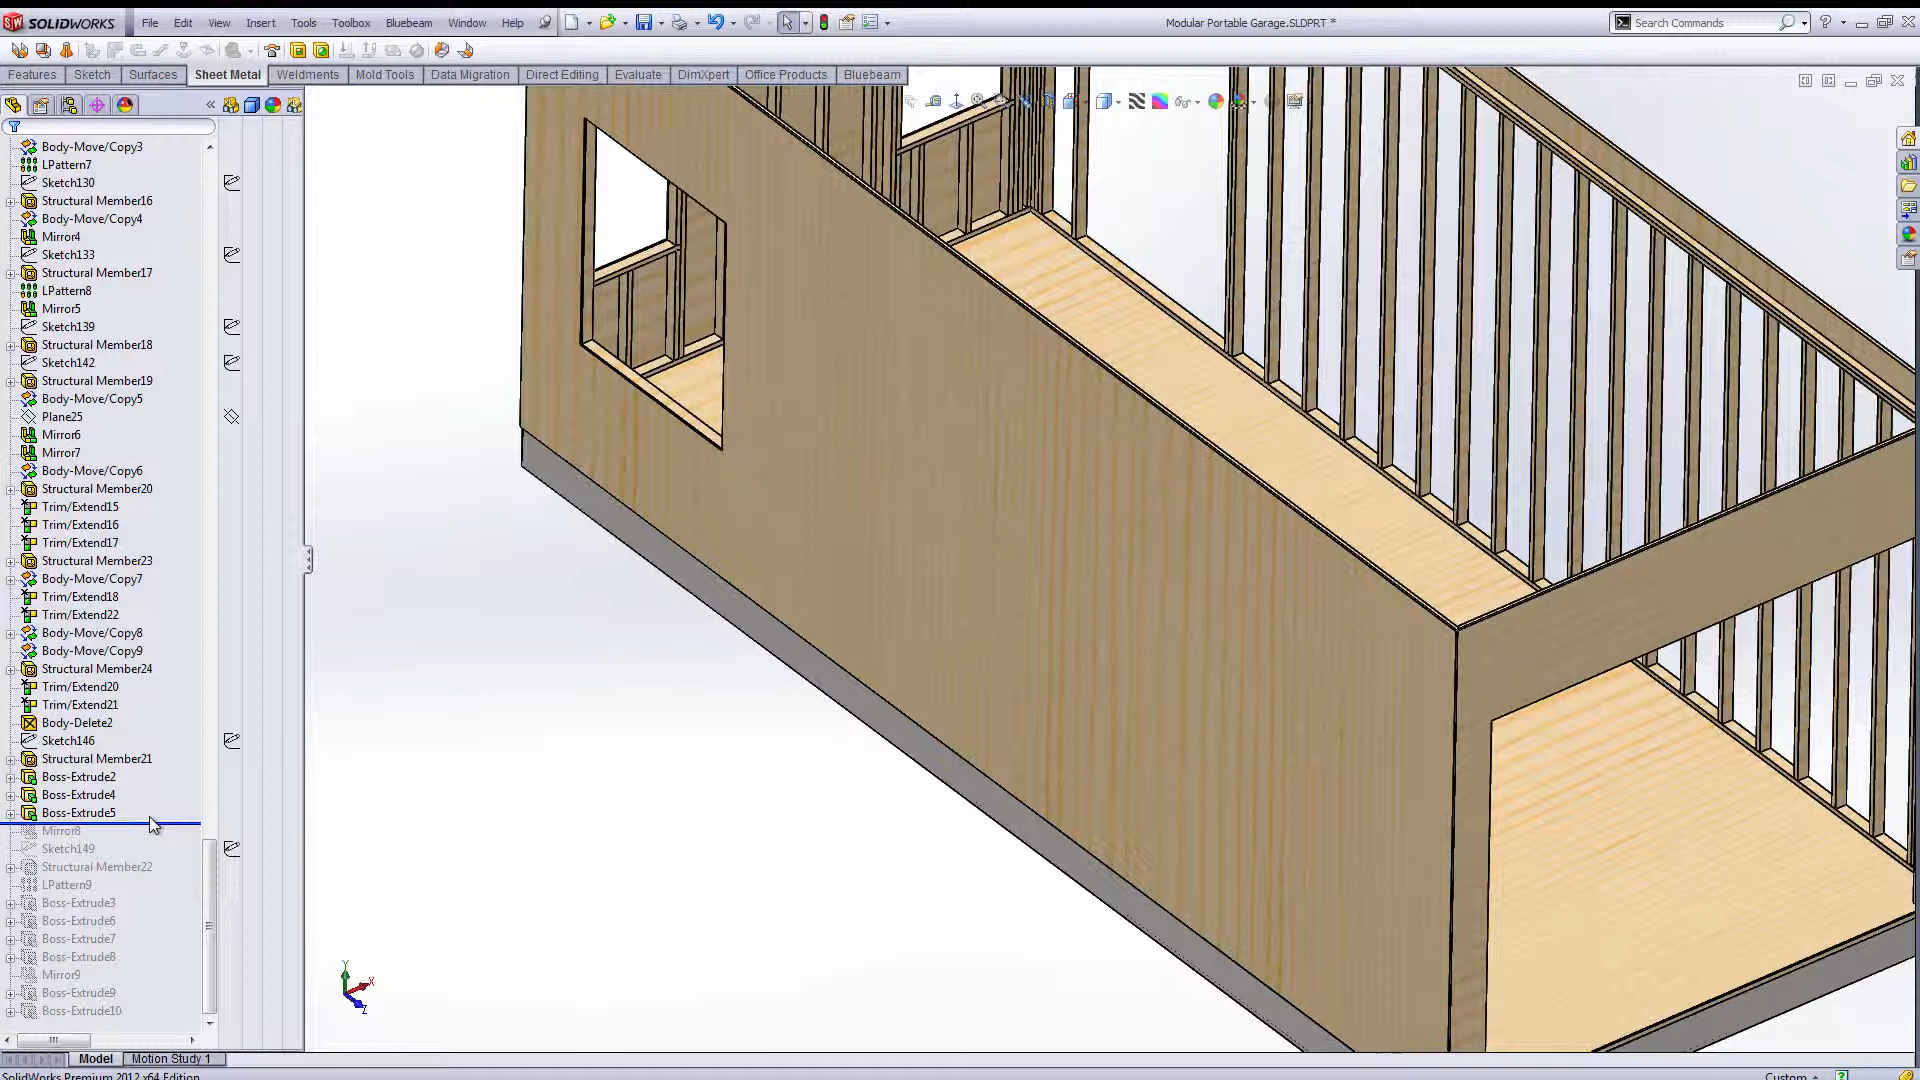 SOLIDWORKS File Edit View Insert Tools Toolbox Bluebeam Window Help Modular Portable Garage.SLDPRT * Search Commands
Features Sketch Surfaces Sheet Metal Weldments Mold Tools Data Migration Direct Editing Evaluate DimXpert Office Products Bluebeam
Body-Move/Copy3
LPattern7
Sketch130
Structural Member16
Body-Move/Copy4
Mirror4
Sketch133
Structural Member17
LPattern8
Mirror5
Sketch139
Structural Member18
Sketch142
Structural Member19
Body-Move/Copy5
Plane25
Mirror6
Mirror7
Body-Move/Copy6
Structural Member20
Trim/Extend15
Trim/Extend16
Trim/Extend17
Structural Member23
Body-Move/Copy7
Trim/Extend18
Trim/Extend22
Body-Move/Copy8
Body-Move/Copy9
Structural Member24
Trim/Extend20
Trim/Extend21
Body-Delete2
Sketch146
Structural Member21
Boss-Extrude2
Boss-Extrude4
Boss-Extrude5
Mirror8
Sketch149
Structural Member22
LPattern9
Boss-Extrude3
Boss-Extrude6
Boss-Extrude7
Boss-Extrude8
Mirror9
Boss-Extrude9
Boss-Extrude10
Y
X
Z
Model Motion Study 1
SolidWorks Premium 2012 x64 Edition Custom